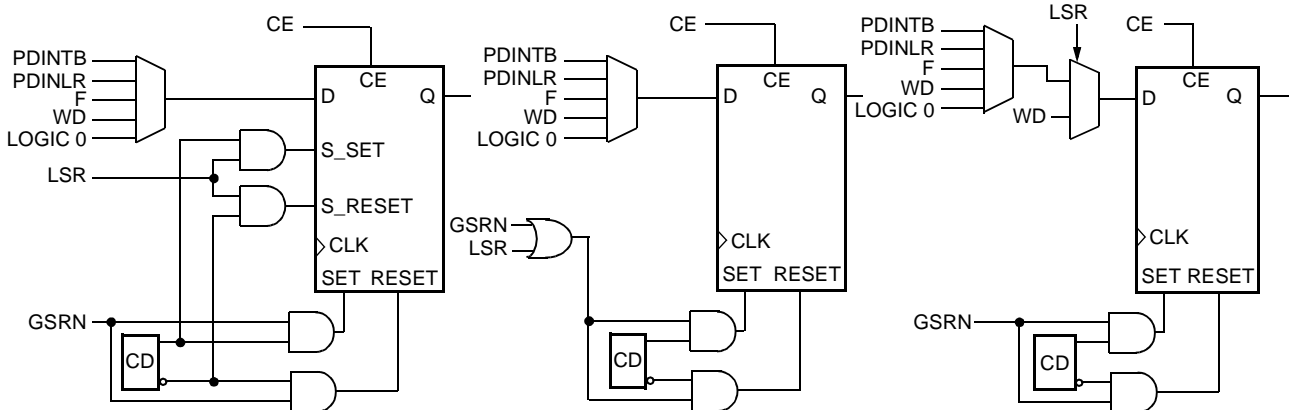 CE
PDINTB
PDINLR
F
WD
LOGIC 0
CE
D
Q
S_SET
LSR
S_RESET
CLK
SET RESET
GSRN
CD
CE
PDINTB
PDINLR
F
WD
LOGIC 0
CE
D
Q
GSRN
LSR
CLK
SET RESET
CD
LSR
CE
PDINTB
PDINLR
F
WD
LOGIC 0
WD
CE
D
Q
CLK
SET RESET
GSRN
CD